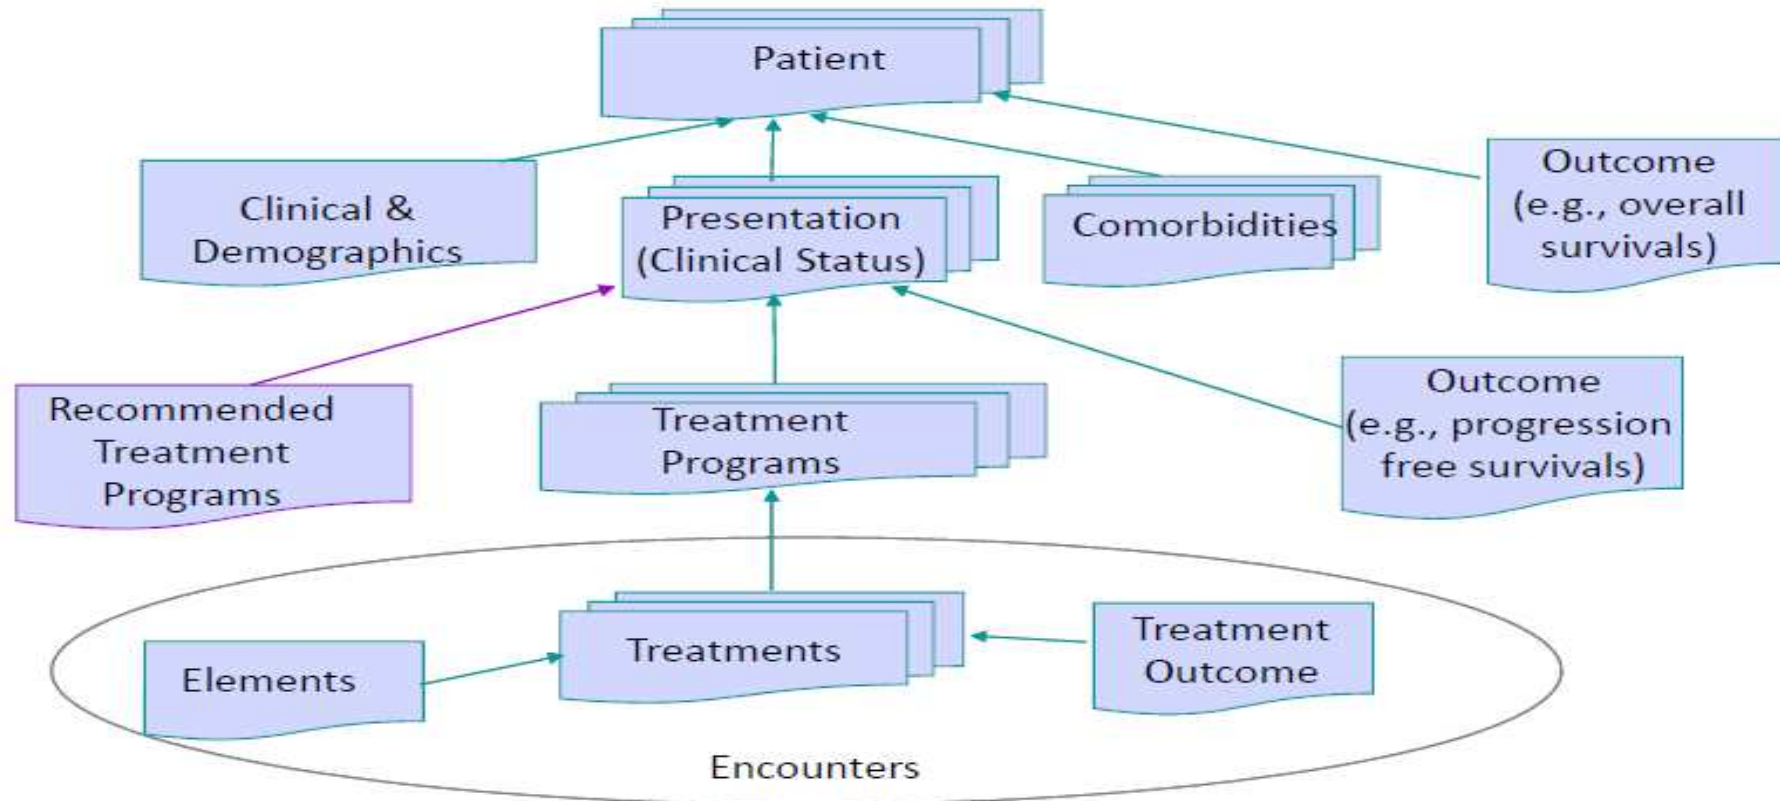 Patient
Clinical &
Demographics
Presentation
(Clinical Status)
Comorbidities
Outcome
(e.g., overall
survivals)
Recommended
Treatment
Programs
Treatment
Programs
Outcome
(e.g., progression
free survivals)
Elements
Treatments
Treatment
Outcome
Encounters